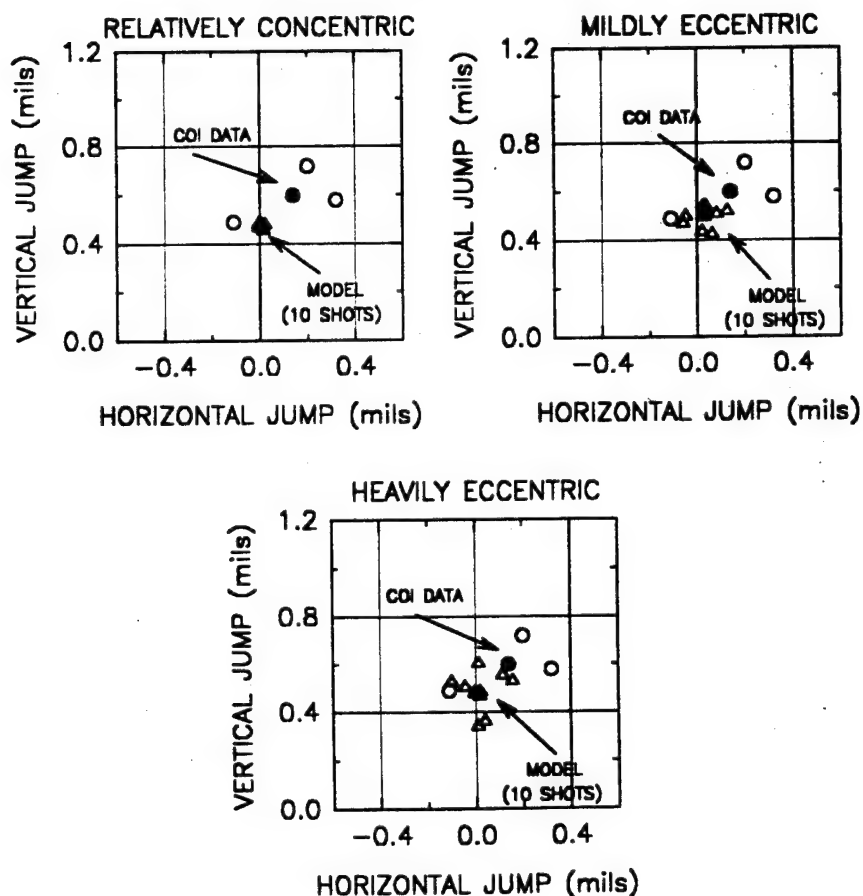 RELATIVELY CONCENTRIC
VERTICAL JUMP (mils)
1.2
0.8
0.4
0.0
COI DATA
MODEL
(10 SHOTS)
−0.4 0.0 0.4
HORIZONTAL JUMP (mils)
MILDLY ECCENTRIC
VERTICAL JUMP (mils)
1.2
0.8
0.4
0.0
COI DATA
MODEL
(10 SHOTS)
−0.4 0.0 0.4
HORIZONTAL JUMP (mils)
HEAVILY ECCENTRIC
VERTICAL JUMP (mils)
1.2
0.8
0.4
0.0
COI DATA
MODEL
(10 SHOTS)
−0.4 0.0 0.4
HORIZONTAL JUMP (mils)